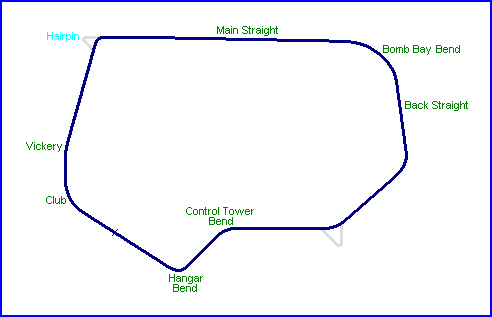 Main Straight
Hairpin
Bomb Bay Bend
Back Straight
Vickery
Club
Control Tower
Bend
Hangar
Bend